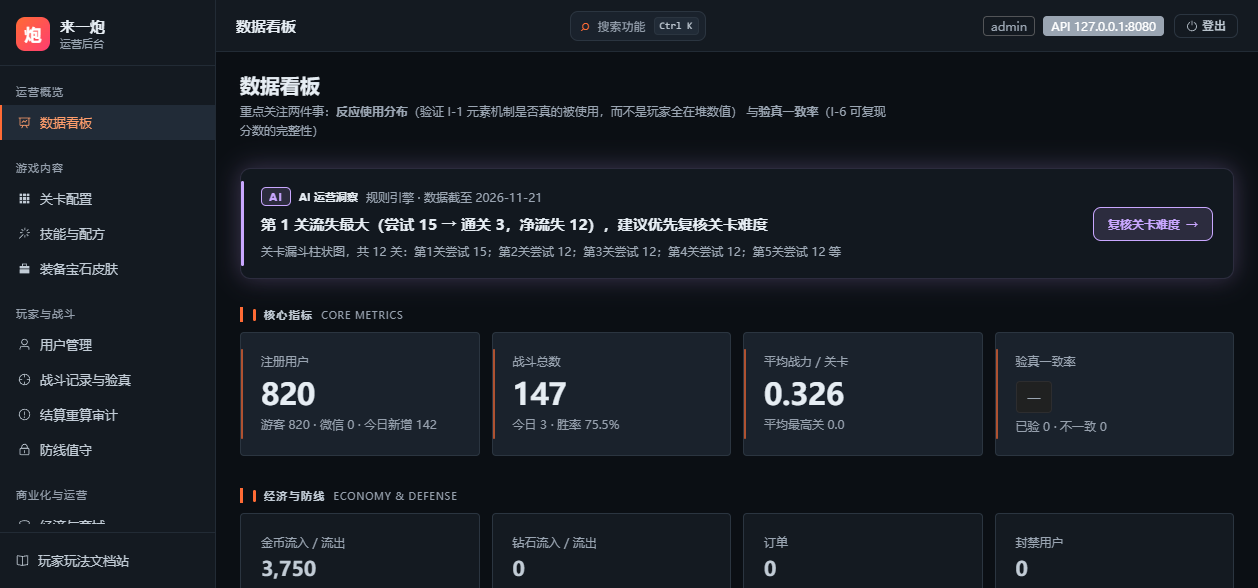 炮
来一炮
运营后台
数据看板
搜索功能 Ctrl K
admin
API 127.0.0.1:8080
登出
运营概览
数据看板
游戏内容
关卡配置
技能与配方
装备宝石皮肤
玩家与战斗
用户管理
战斗记录与验真
结算重算审计
防线值守
商业化与运营
玩家玩法文档站
数据看板
重点关注两件事：反应使用分布（验证 I-1 元素机制是否真的被使用，而不是玩家全在堆数值） 与验真一致率（I-6 可复现
分数的完整性）
AI AI 运营洞察 规则引擎 · 数据截至 2026-11-21
第 1 关流失最大（尝试 15 → 通关 3，净流失 12），建议优先复核关卡难度
关卡漏斗柱状图，共 12 关：第1关尝试 15；第2关尝试 12；第3关尝试 12；第4关尝试 12；第5关尝试 12 等
复核关卡难度 →
核心指标 CORE METRICS
注册用户
820
游客 820 · 微信 0 · 今日新增 142
战斗总数
147
今日 3 · 胜率 75.5%
平均战力 / 关卡
0.326
平均最高关 0.0
验真一致率
—
已验 0 · 不一致 0
经济与防线 ECONOMY & DEFENSE
金币流入 / 流出
3,750
钻石流入 / 流出
0
订单
0
封禁用户
0